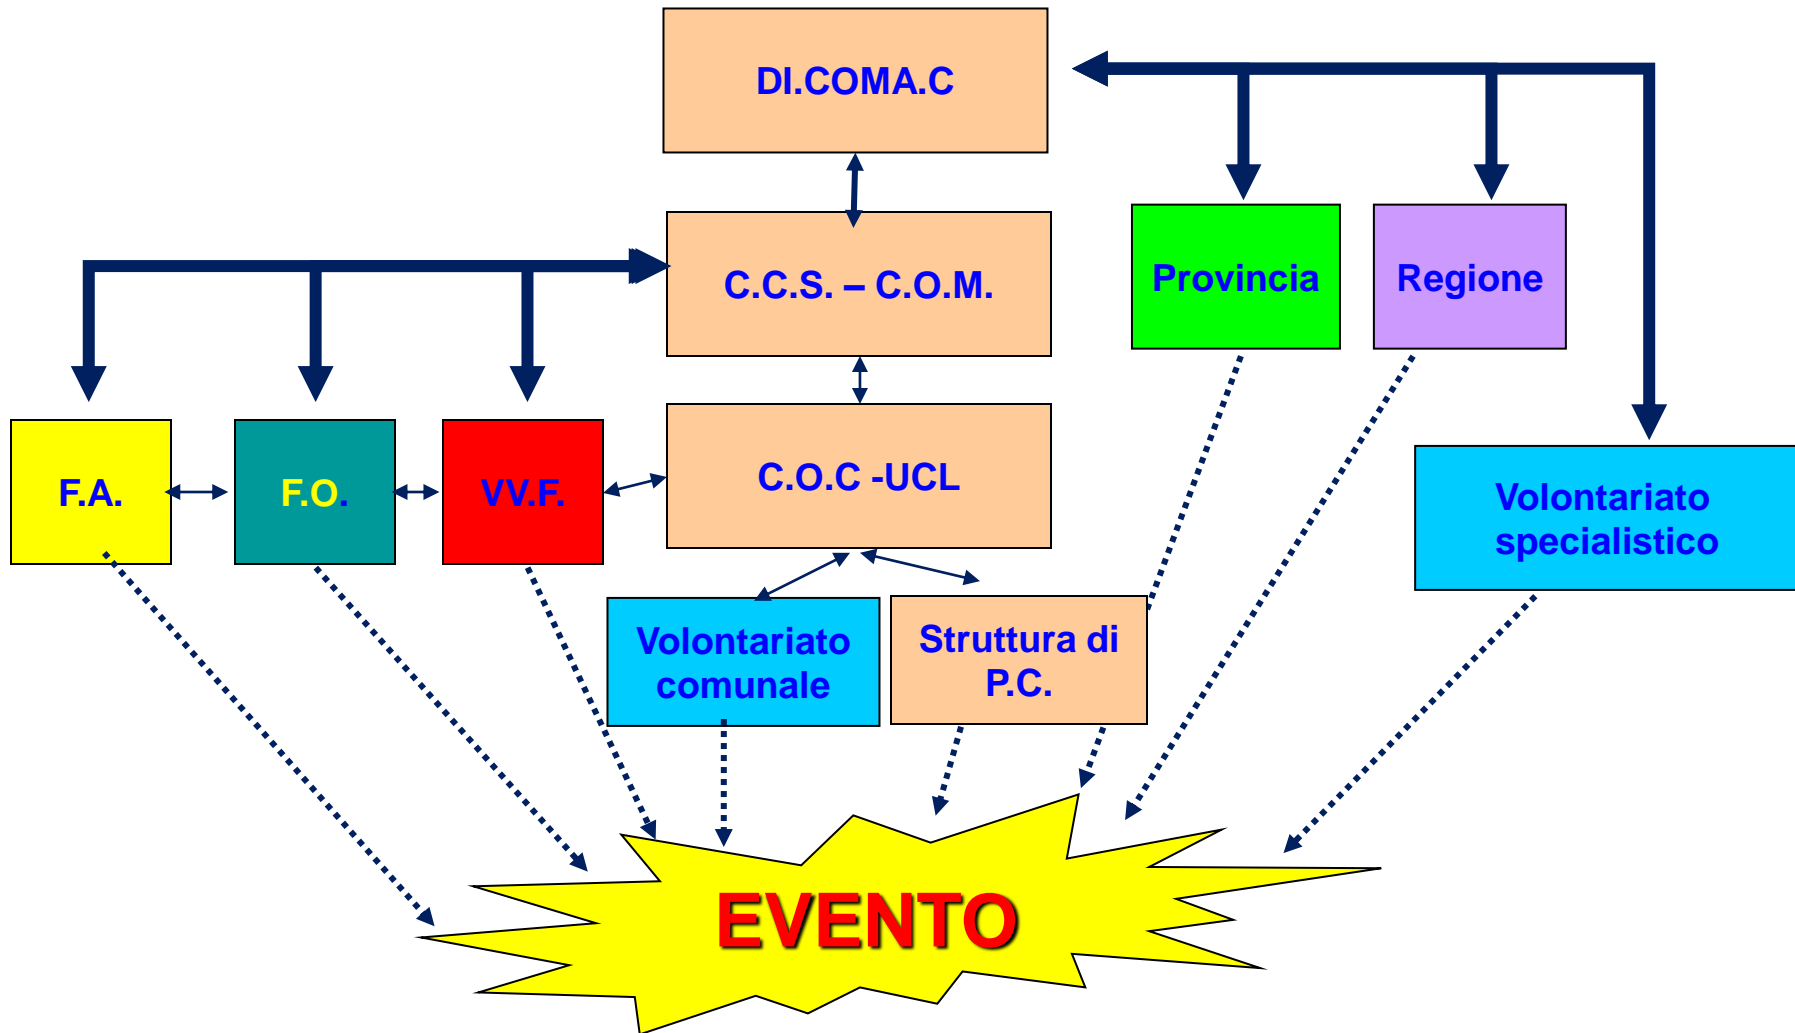 DI.COMA.C
C.C.S. – C.O.M.
Provincia
Regione
F.A.
F.O.
VV.F.
C.O.C -UCL
Volontariato
specialistico
Volontariato
comunale
Struttura di
P.C.
EVENTO